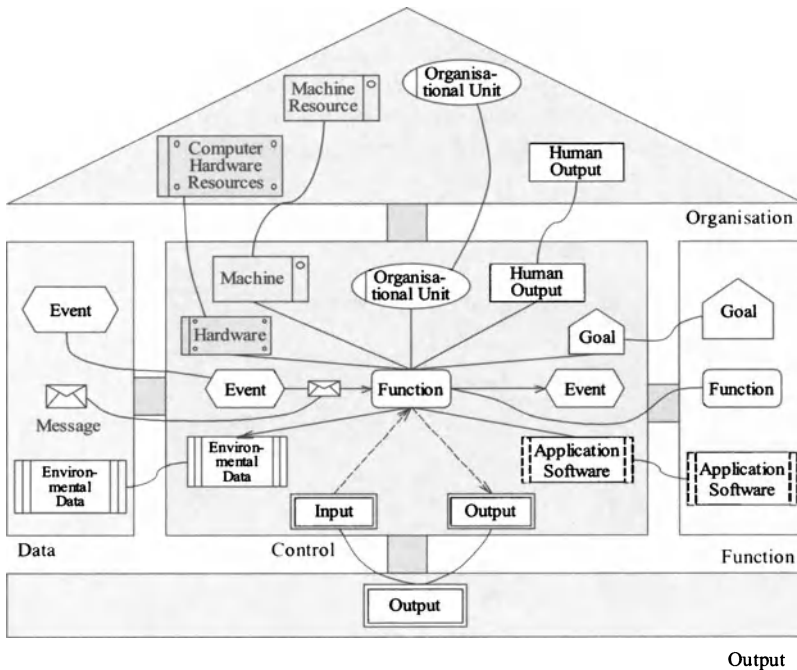 Organisa-
tional Unit
Machine
Resource
Computer
Hardware
Resources
Human
Output
Organisation
Event
Machine
Organisa-
tional Unit
Human
Output
Goal
Goal
Hardware
Event
Function
Event
Function
Message
Environ-
mental
Data
Environ-
mental
Data
Application
Software
Application
Software
Input
Output
Data
Control
Function
Output
Output